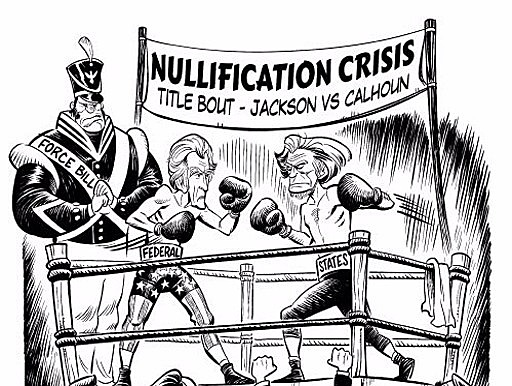 NULLIFICATION CRISIS
TITLE BOUT - JACKSON VS CALHOUN
FORCE BILL
FEDERAL
STATES